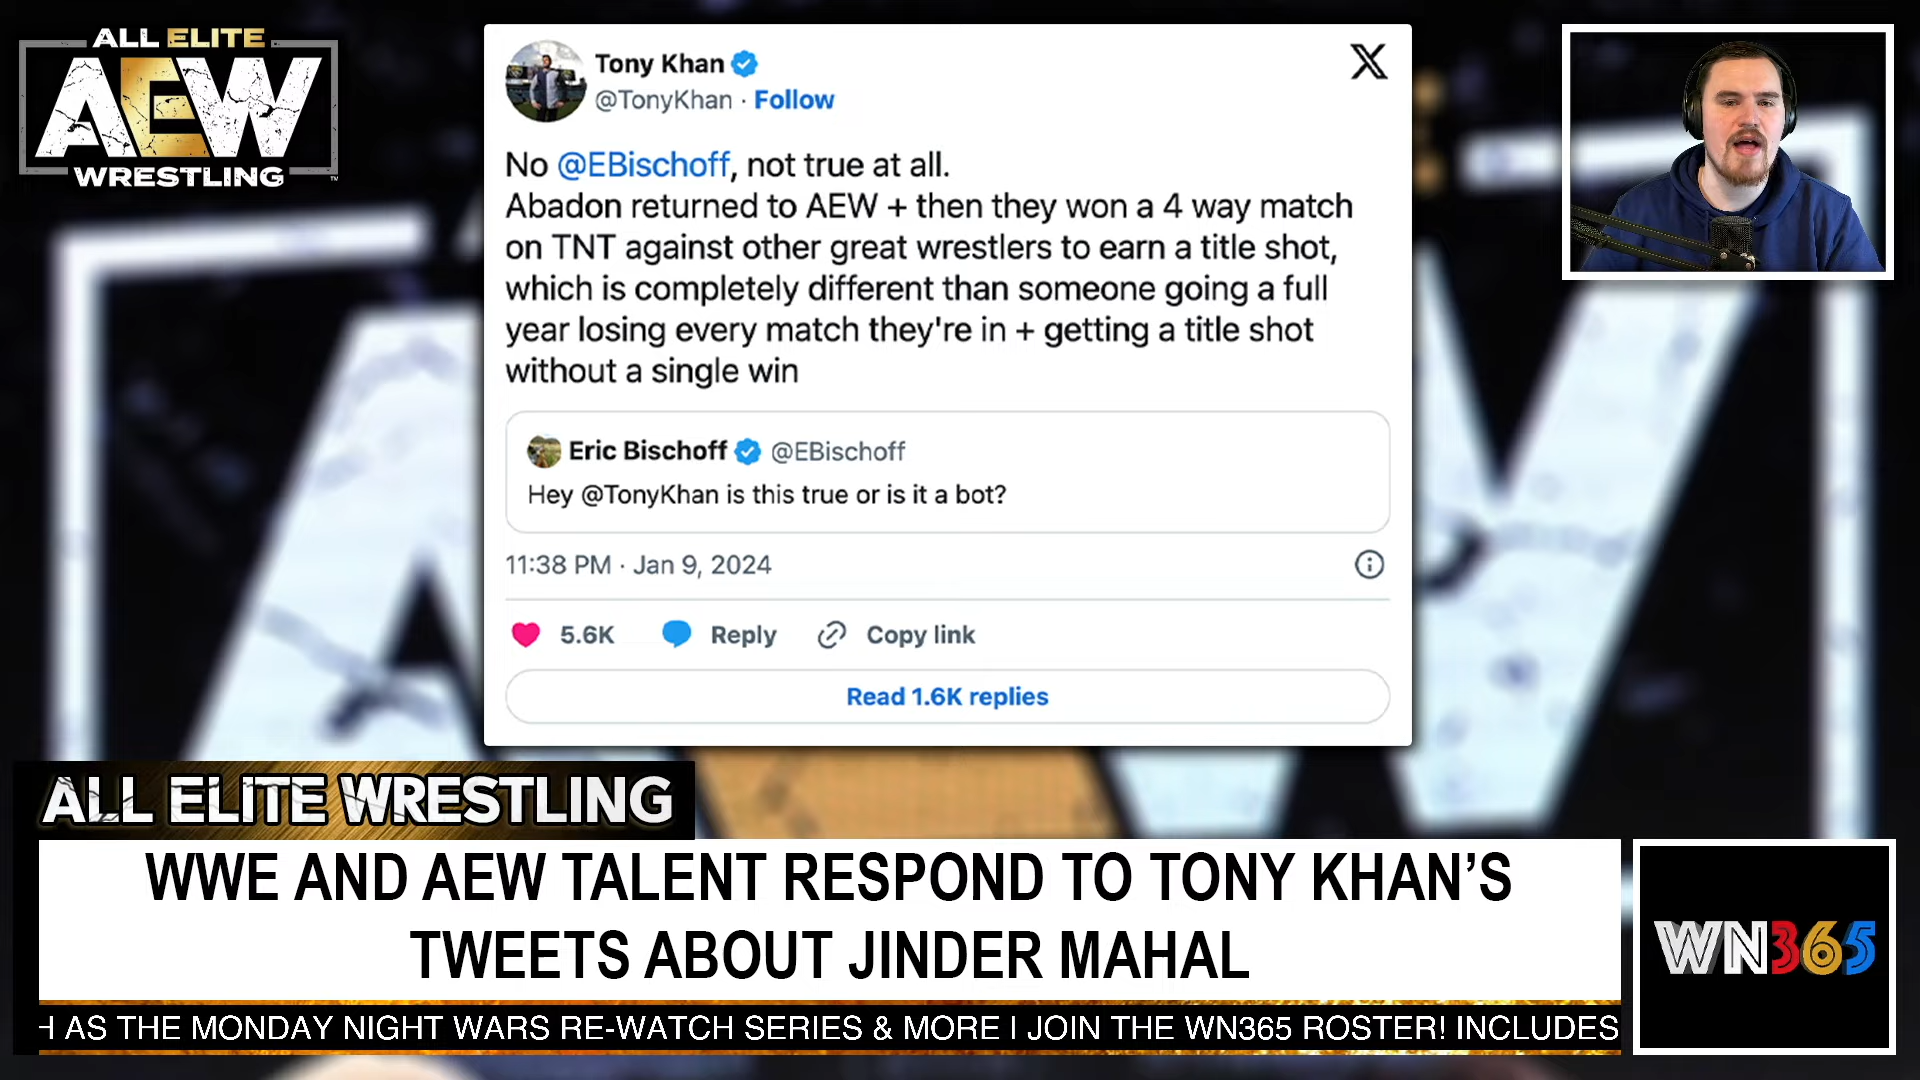 ALL ELITE
AEW
WRESTLING
™
Tony Khan
@TonyKhan · Follow
X
No @EBischoff, not true at all.
Abadon returned to AEW + then they won a 4 way match
on TNT against other great wrestlers to earn a title shot,
which is completely different than someone going a full
year losing every match they're in + getting a title shot
without a single win
Eric Bischoff @EBischoff
Hey @TonyKhan is this true or is it a bot?
11:38 PM · Jan 9, 2024
5.6K Reply Copy link
Read 1.6K replies
ALL ELITE WRESTLING
WWE AND AEW TALENT RESPOND TO TONY KHAN’S
TWEETS ABOUT JINDER MAHAL
WN365
H AS THE MONDAY NIGHT WARS RE-WATCH SERIES & MORE | JOIN THE WN365 ROSTER! INCLUDES